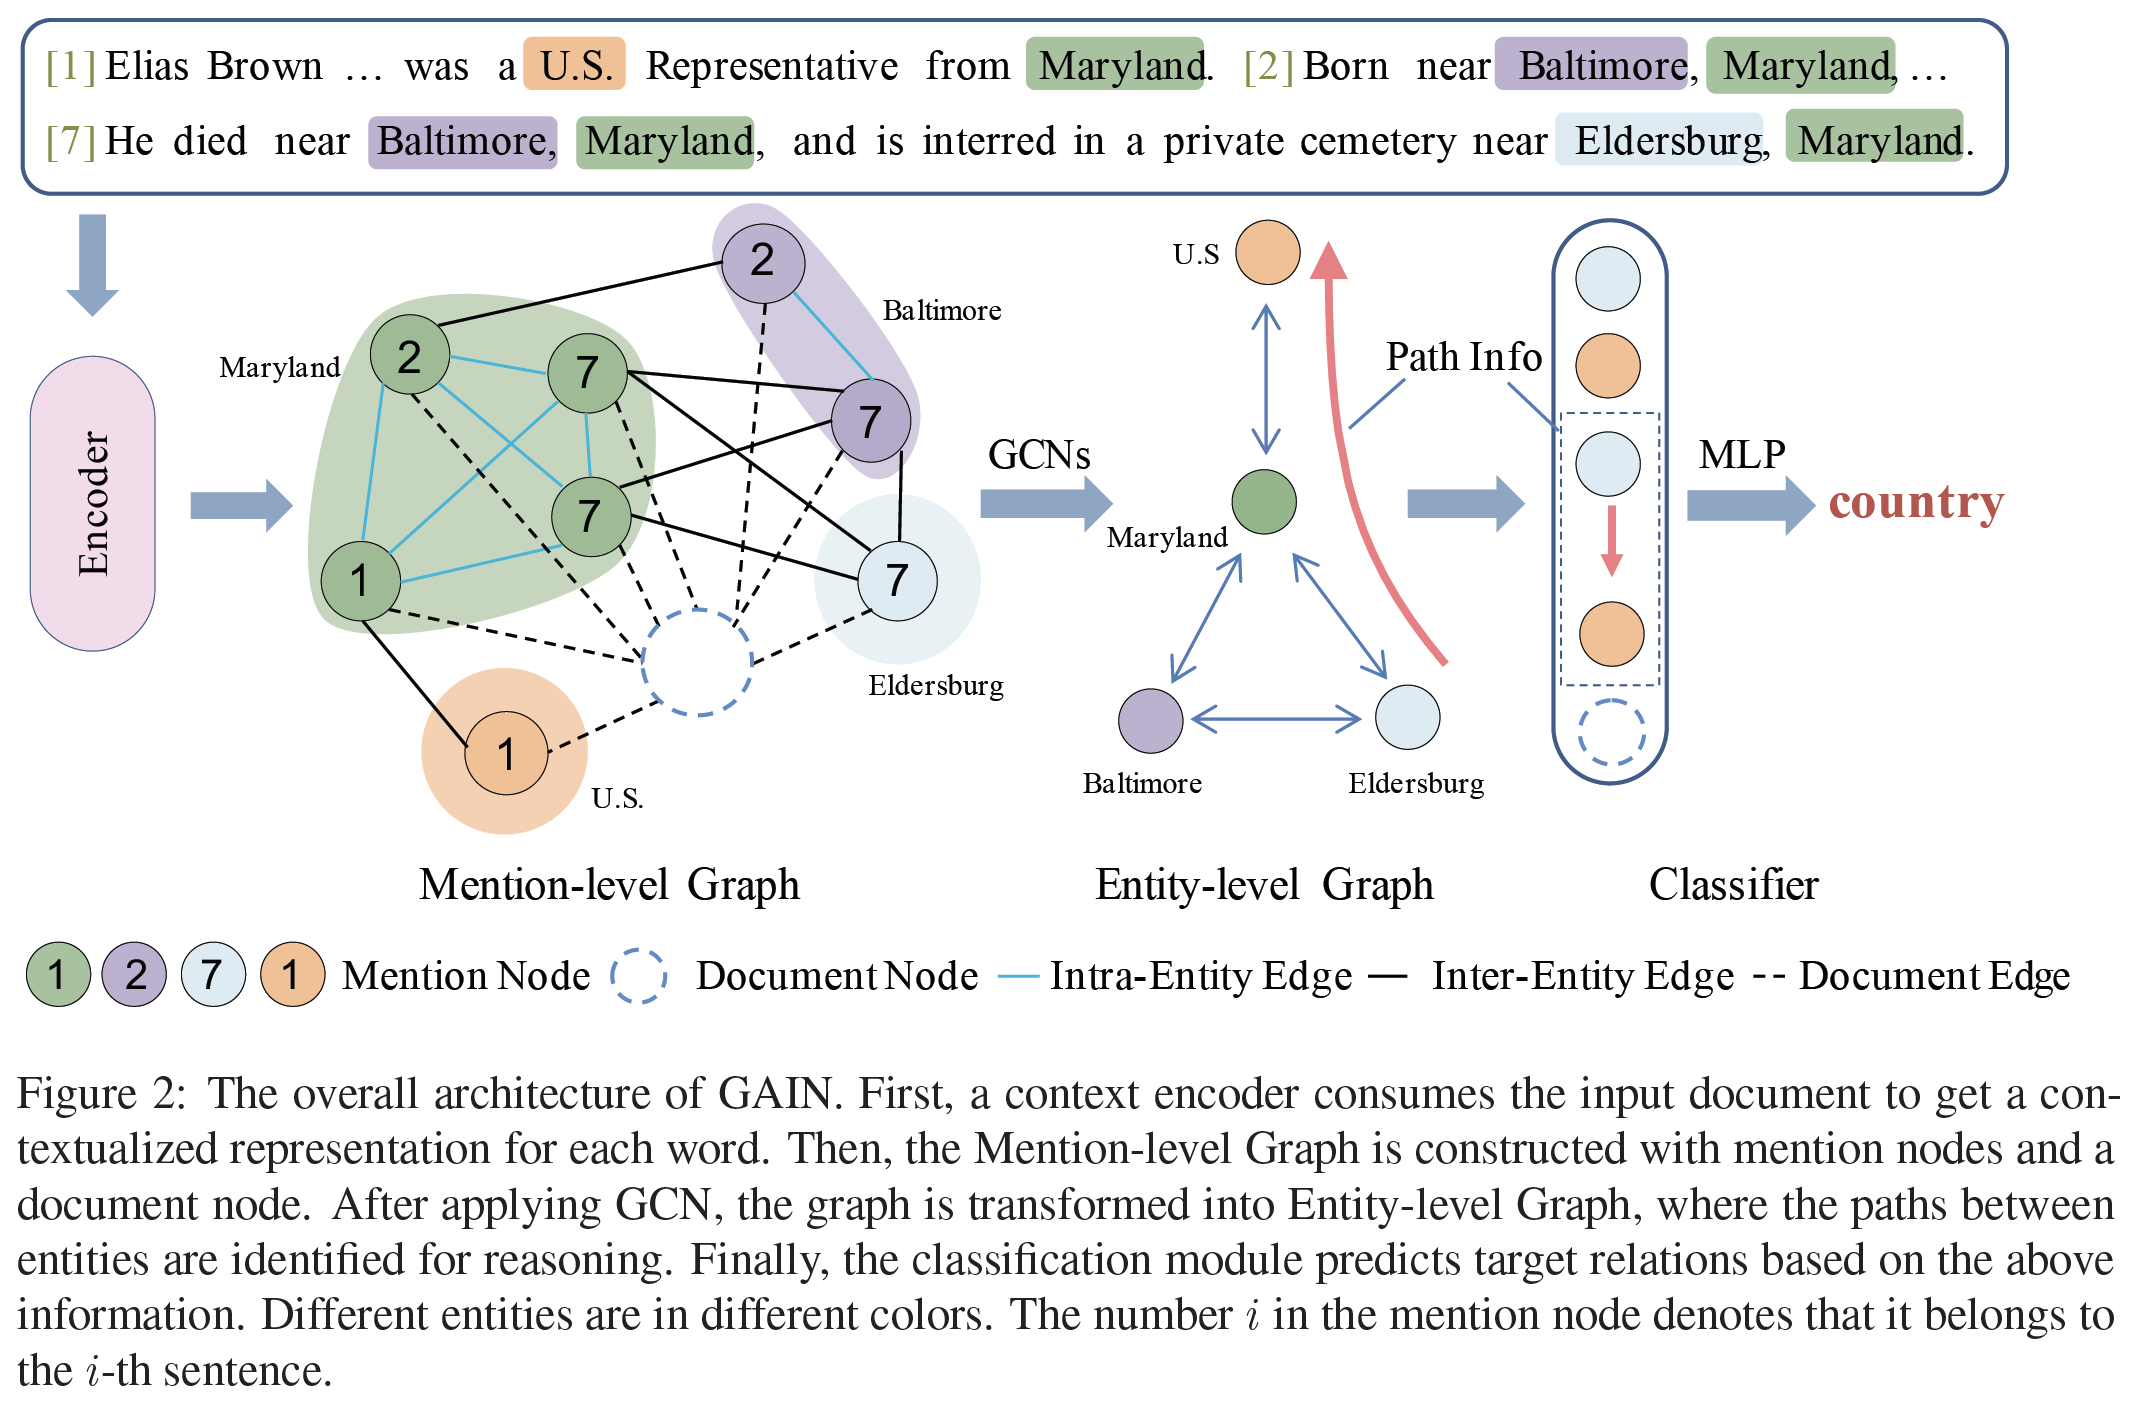 [1] Elias Brown … was a U.S. Representative from Maryland. [2] Born near Baltimore, Maryland, …
[7] He died near Baltimore, Maryland, and is interred in a private cemetery near Eldersburg, Maryland.
Encoder
Maryland
2
7
7
1
2
7
Baltimore
7
Eldersburg
1
U.S.
Mention-level Graph
GCNs
U.S
Maryland
Baltimore
Eldersburg
Entity-level Graph
Path Info
Classifier
MLP
country
1 2 7 1 Mention Node Document Node Intra-Entity Edge Inter-Entity Edge Document Edge
Figure 2: The overall architecture of GAIN. First, a context encoder consumes the input document to get a con-
textualized representation for each word. Then, the Mention-level Graph is constructed with mention nodes and a
document node. After applying GCN, the graph is transformed into Entity-level Graph, where the paths between
entities are identified for reasoning. Finally, the classification module predicts target relations based on the above
information. Different entities are in different colors. The number i in the mention node denotes that it belongs to
the i-th sentence.